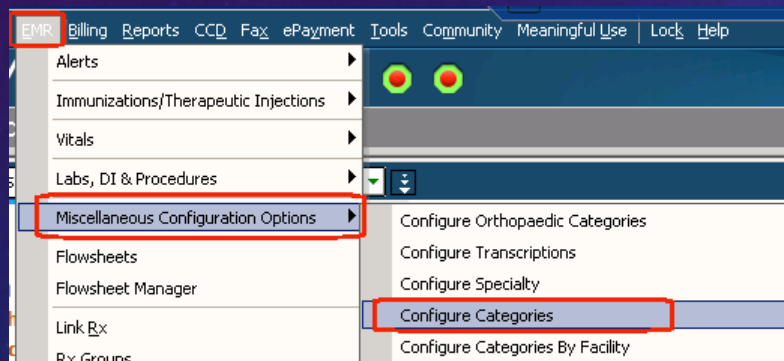 EMR Billing Reports CCD Fax ePayment Tools Community Meaningful Use Lock Help
Alerts
Immunizations/Therapeutic Injections
Vitals
Labs, DI & Procedures
Miscellaneous Configuration Options
Configure Orthopaedic Categories
Configure Transcriptions
Flowsheets
Configure Specialty
Flowsheet Manager
Configure Categories
Link Rx
Configure Categories By Facility
Rx Groups